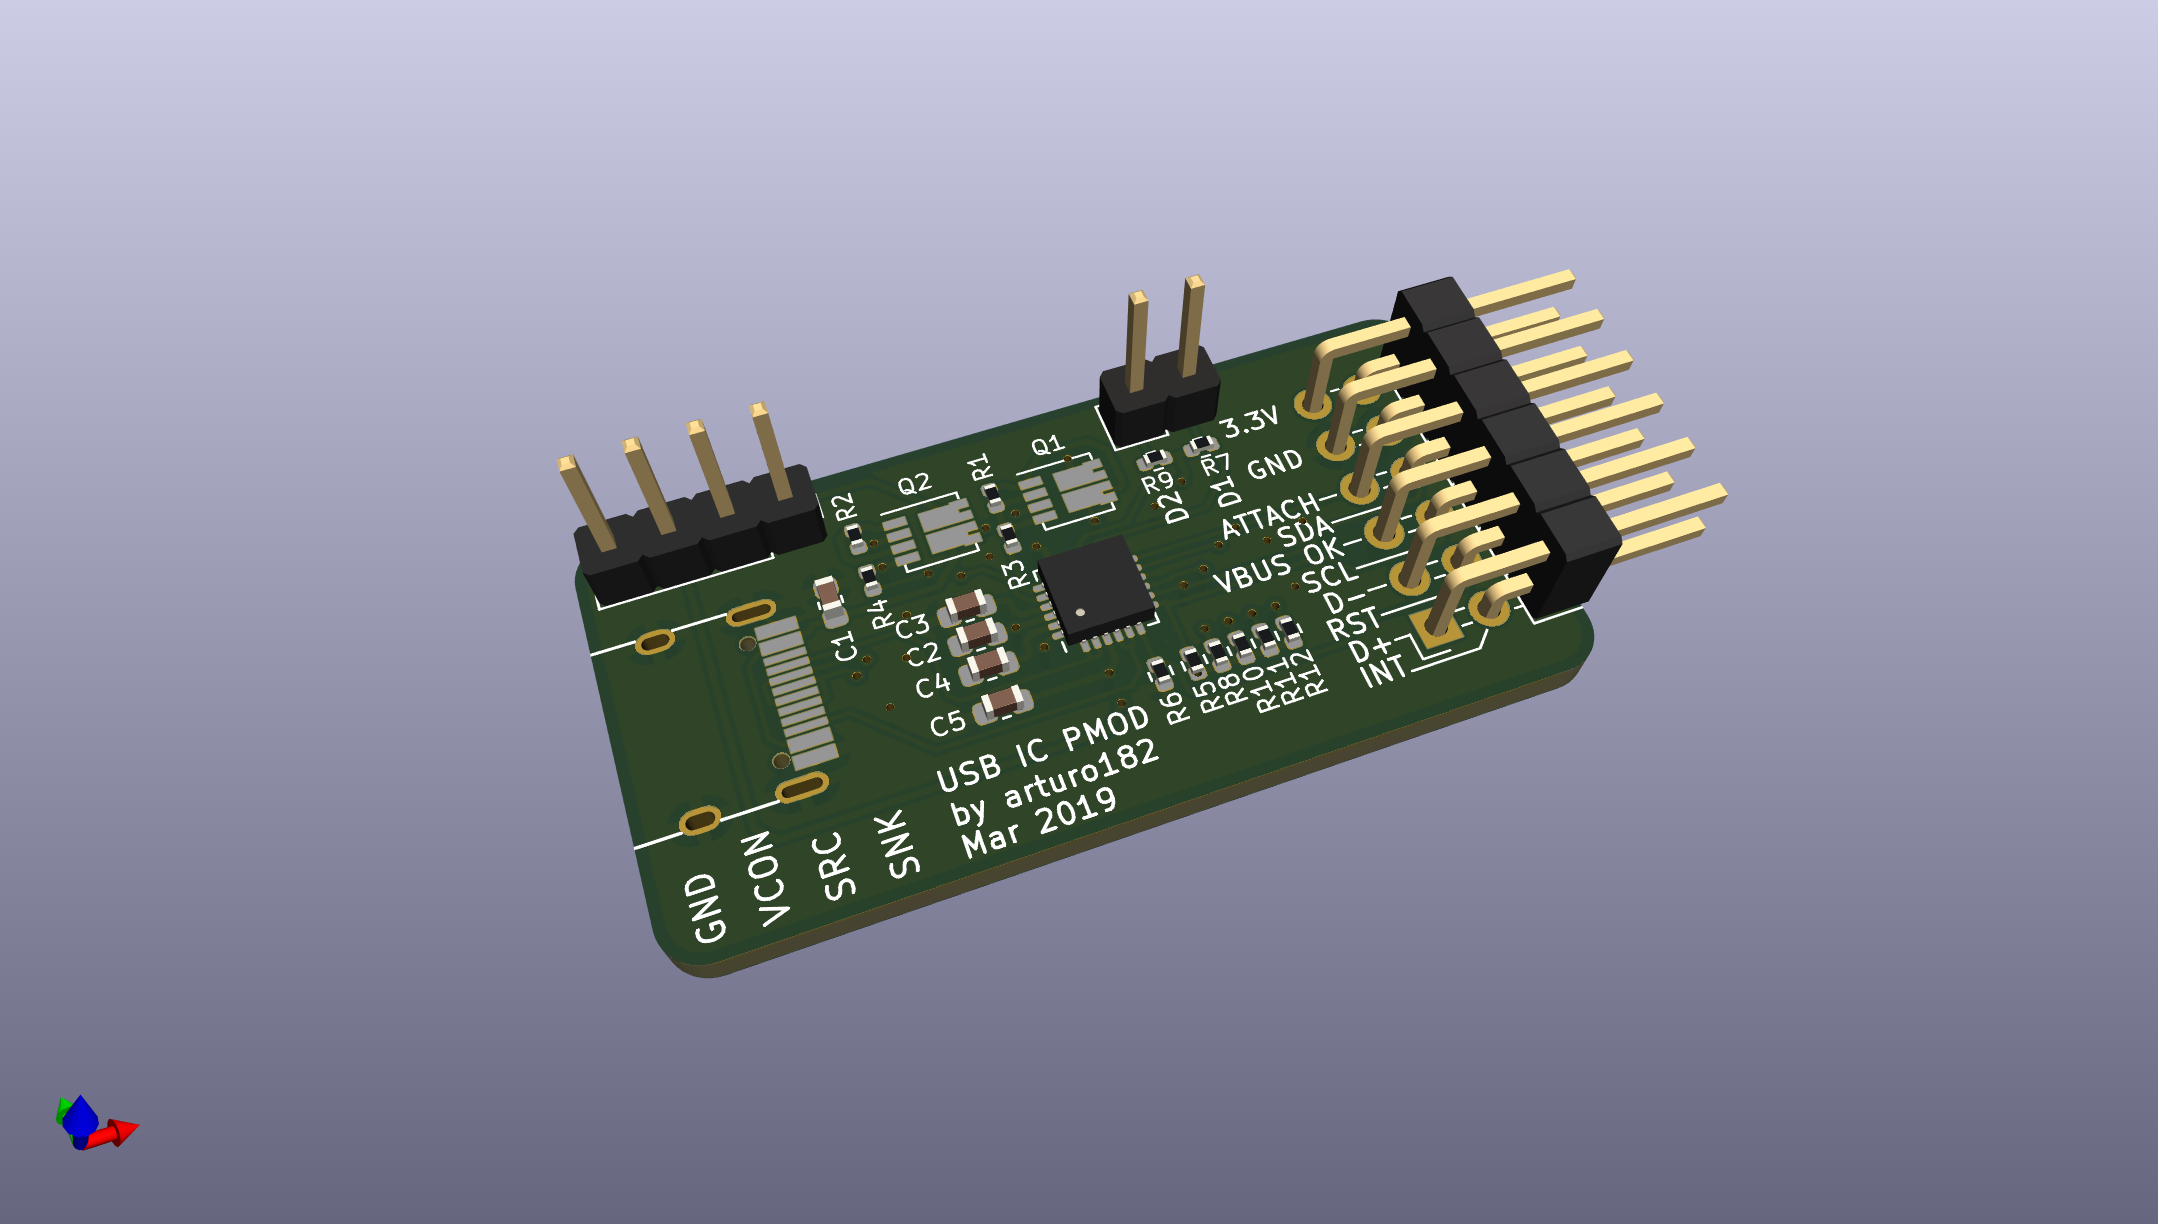 Q1
3.3V
R1
Q2
R2
R9
R7
GND
D2
D1
ATTACH
SDA
VBUS OK
SCL
D-
RST
D+
INT
R3
R4
C1
C3
C2
C4
C5
R6
R5
R8
R10
R11
R12
USB IC PMOD
by arturo182
Mar 2019
GND
VCON
SRC
SNK